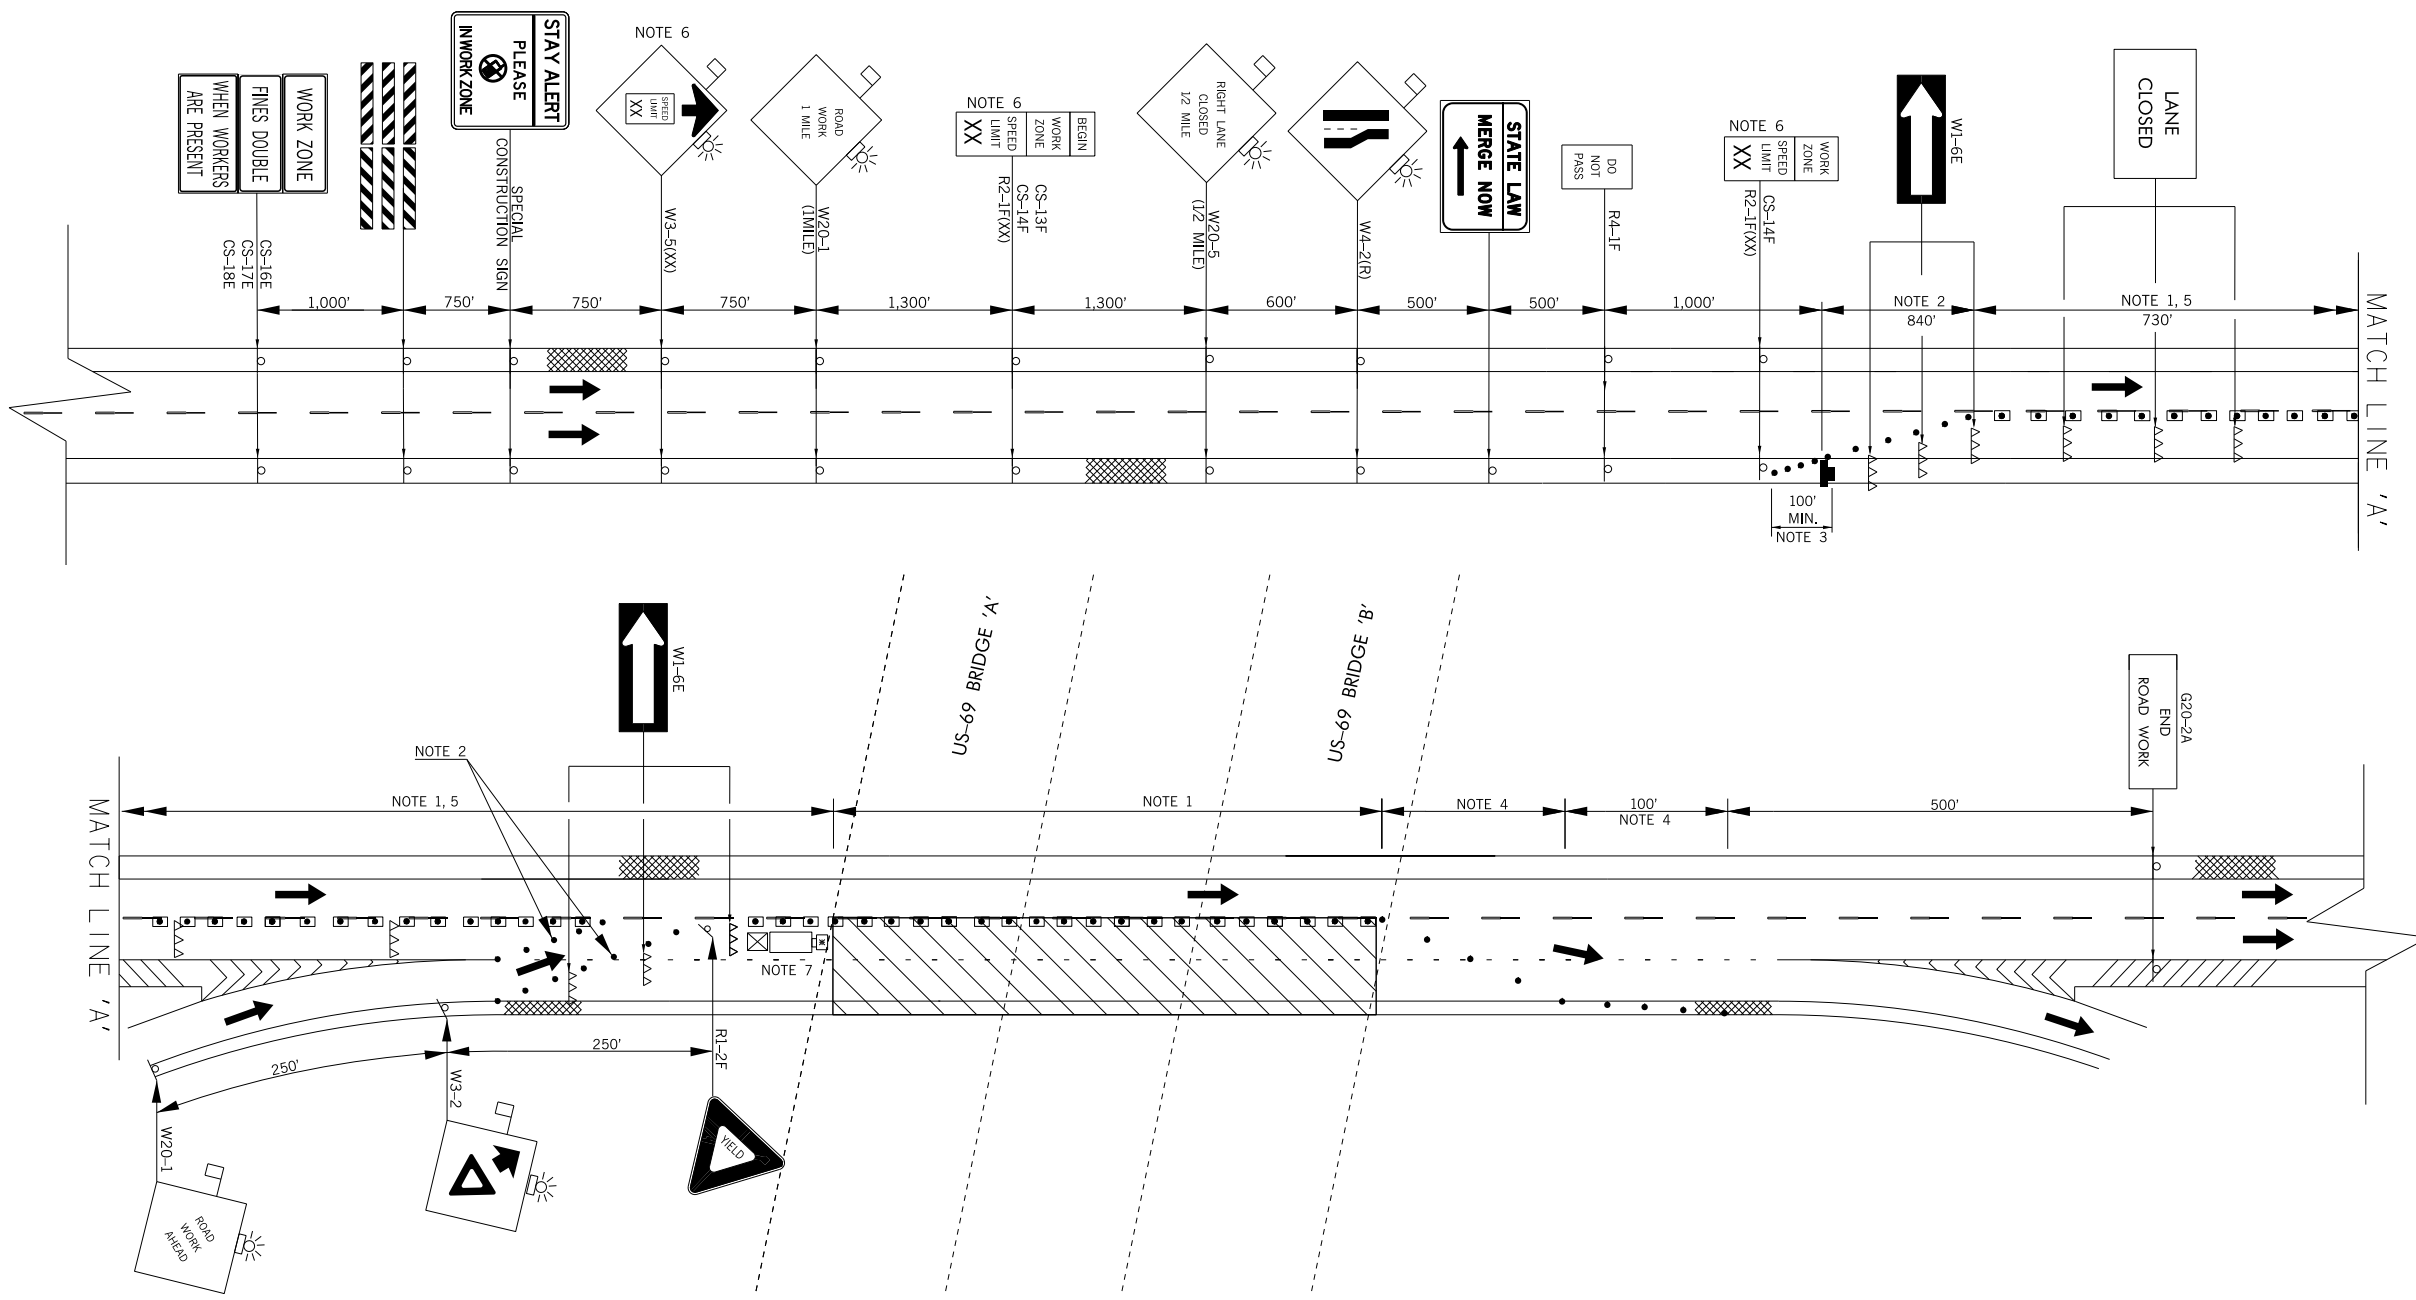 WORK ZONE
FINES DOUBLE
WHEN WORKERS
ARE PRESENT
CS-16E
CS-17E
CS-18E
STAY ALERT
PLEASE
IN WORK ZONE
SPECIAL
CONSTRUCTION SIGN
NOTE 6
SPEED
LIMIT
XX
W3-5(XX)
ROAD
WORK
1 MILE
W20-1
(1MILE)
NOTE 6
BEGIN
WORK
ZONE
SPEED
LIMIT
XX
CS-13F
CS-14F
R2-1F(XX)
RIGHT LANE
CLOSED
1/2 MILE
W20-5
(1/2 MILE)
W4-2(R)
STATE LAW
MERGE NOW
DO
NOT
PASS
R4-1F
NOTE 6
WORK
ZONE
SPEED
LIMIT
XX
CS-14F
R2-1F(XX)
W1-6E
LANE
CLOSED
1,000'
750'
750'
750'
1,300'
1,300'
600'
500'
500'
1,000'
NOTE 2
840'
NOTE 1, 5
730'
MATCH LINE 'A'
100'
MIN.
NOTE 3
W1-6E
US-69 BRIDGE 'A'
US-69 BRIDGE 'B'
G20-2A
END
ROAD WORK
NOTE 2
MATCH LINE 'A'
NOTE 1, 5
NOTE 1
NOTE 4
100'
NOTE 4
500'
NOTE 7
250'
250'
R1-2F
W3-2
W20-1
YIELD
ROAD
WORK
AHEAD